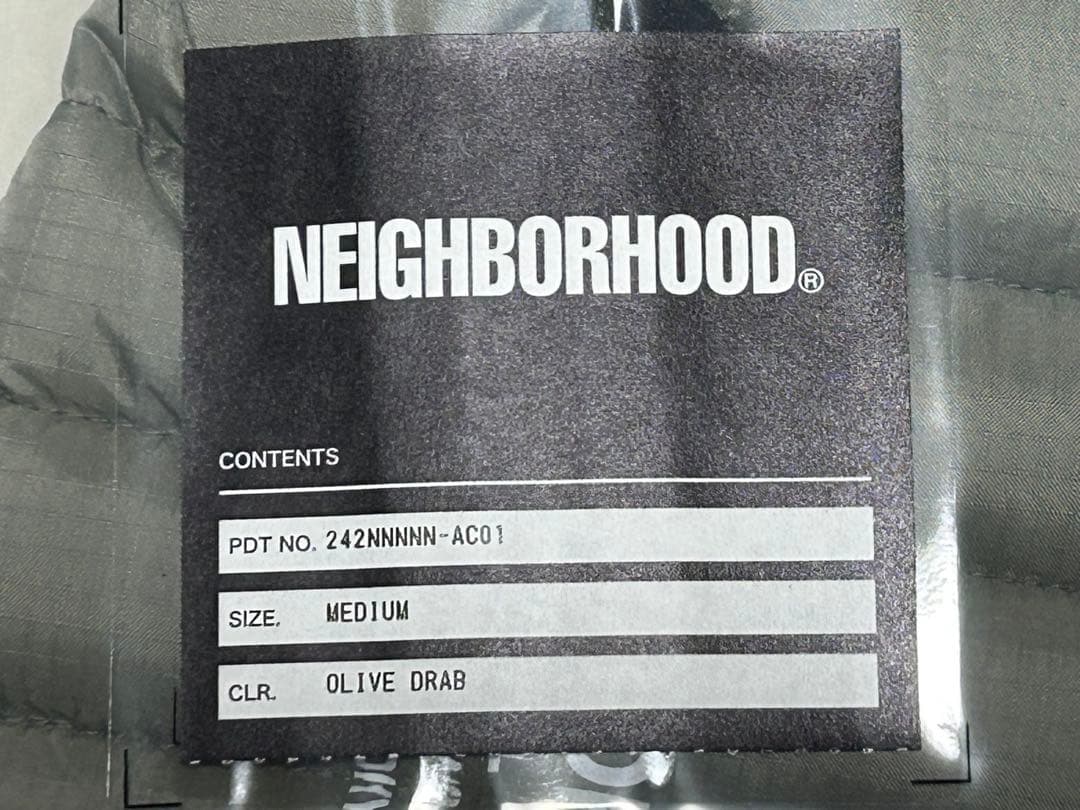 NEIGHBORHOOD®
CONTENTS
PDT NO. 242NNNNN-AC01
SIZE. MEDIUM
CLR. OLIVE DRAB